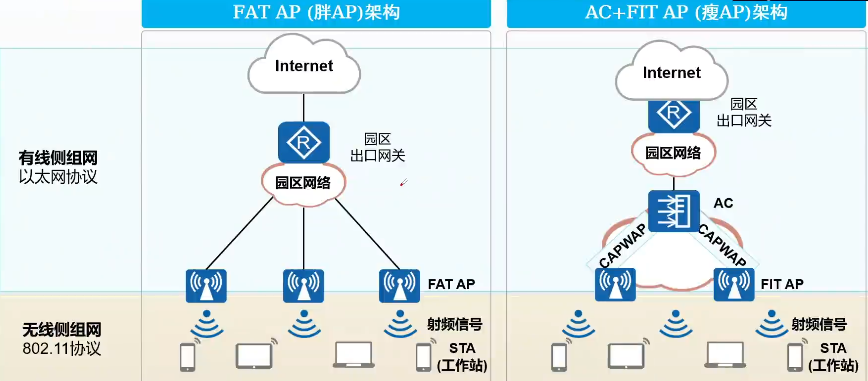 FAT AP (胖AP)架构
AC+FIT AP (瘦AP)架构
有线侧组网
以太网协议
无线侧组网
802.11协议
Internet
R
园区
出口网关
园区网络
FAT AP
射频信号
STA
(工作站)
Internet
R
园区
出口网关
园区网络
AC
CAPWAP
CAPWAP
FIT AP
射频信号
STA
(工作站)